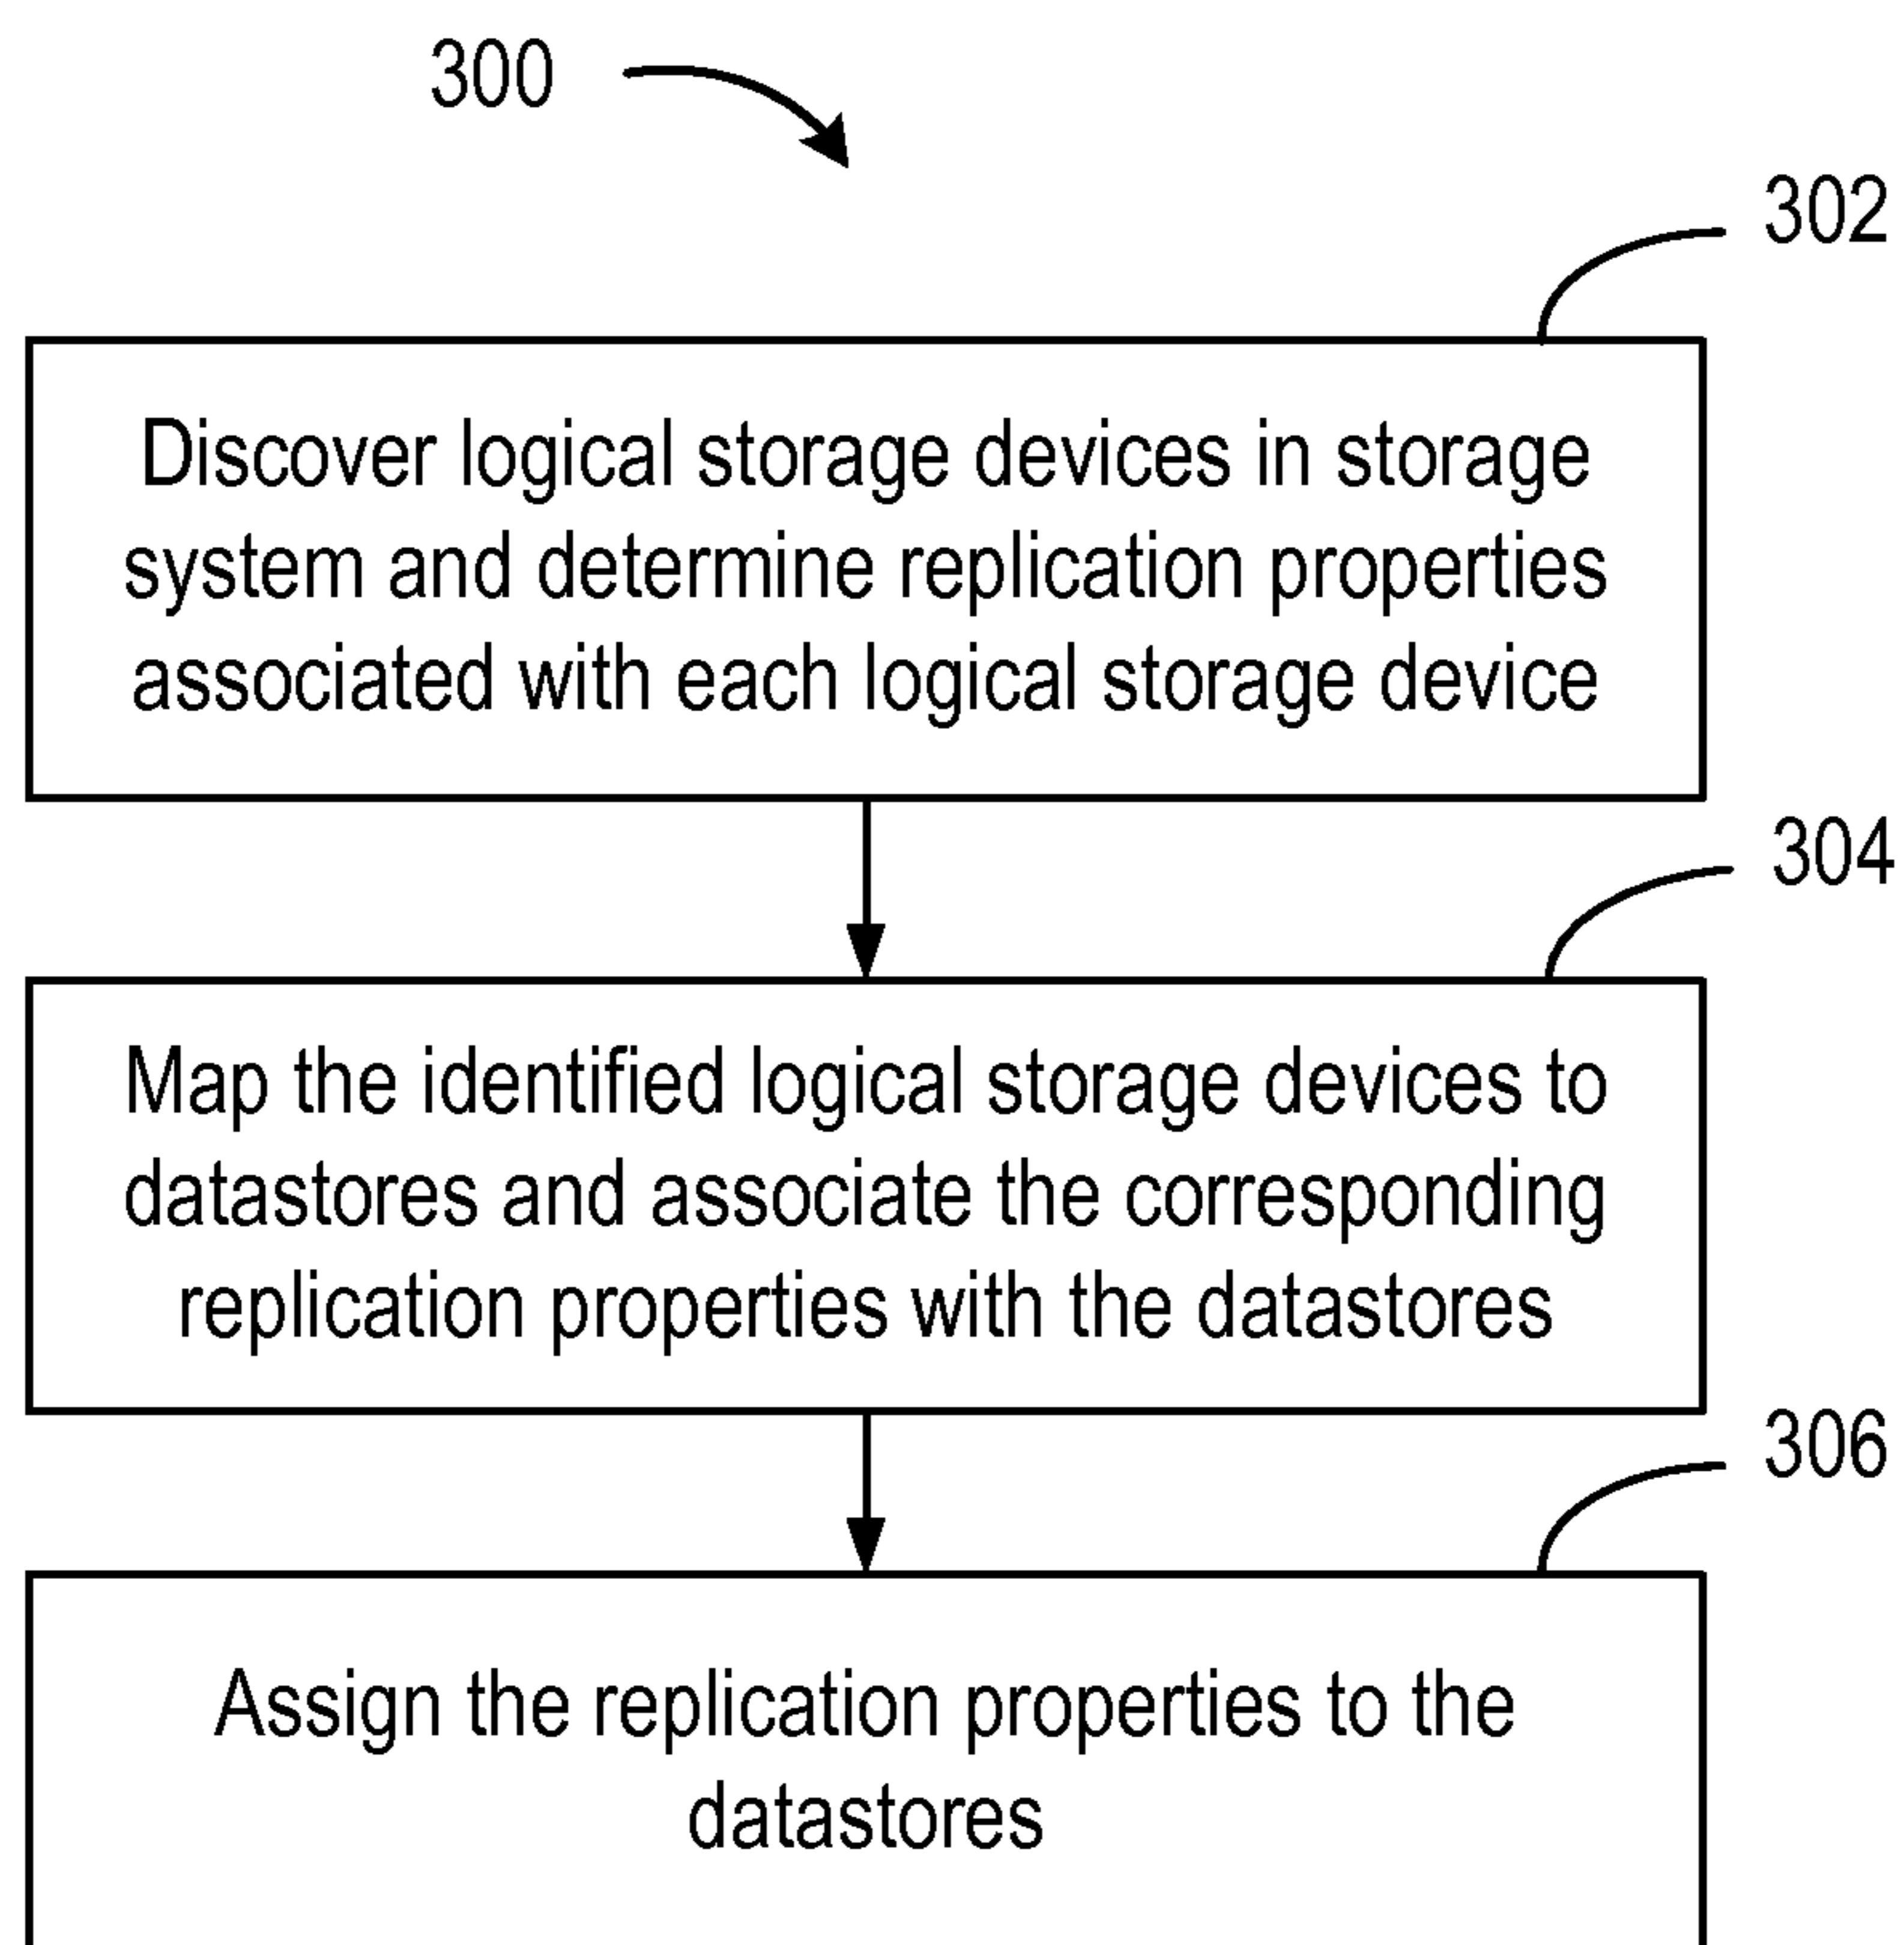 300
302
Discover logical storage devices in storage
system and determine replication properties
associated with each logical storage device
304
Map the identified logical storage devices to
datastores and associate the corresponding
replication properties with the datastores
306
Assign the replication properties to the
datastores